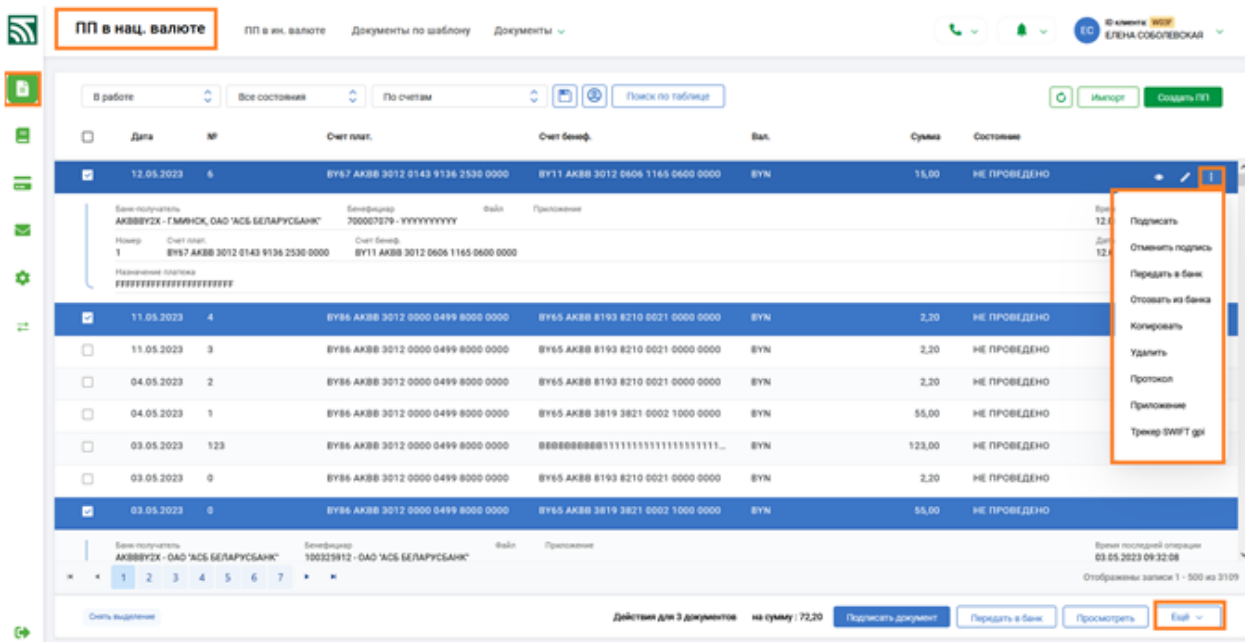 ПП в нац. валюте ПП в ин. валюте Документы по шаблону Документы ID клиента: W03F
ЕС ЕЛЕНА СОБОЛЕВСКАЯ
В работе Все состояния По счетам Поиск по таблице Импорт Создать ПП
Дата № Счет плат. Счет бенеф. Вал. Сумма Состояние
12.05.2023 6 BY67 AKBB 3012 0143 9136 2530 0000 BY11 AKBB 3012 0606 1165 0600 0000 BYN 15,00 НЕ ПРОВЕДЕНО
Банк-получатель Бенефициар Файл Приложение
AKBBBY2X - Г.МИНСК, ОАО "АСБ БЕЛАРУСБАНК" 700007079 - YYYYYYYYYY
Номер Счет плат. Счет бенеф.
1 BY67 AKBB 3012 0143 9136 2530 0000 BY11 AKBB 3012 0606 1165 0600 0000
Назначение платежа
FFFFFFFFFFFFFFFFFFFFFFF
Подписать
Отменить подпись
Передать в банк
Отозвать из банка
Копировать
Удалить
Протокол
Приложение
Трекер SWIFT gpi
11.05.2023 4 BY86 AKBB 3012 0000 0499 8000 0000 BY65 AKBB 8193 8210 0021 0000 0000 BYN 2,20 НЕ ПРОВЕДЕНО
11.05.2023 3 BY86 AKBB 3012 0000 0499 8000 0000 BY65 AKBB 8193 8210 0021 0000 0000 BYN 2,20 НЕ ПРОВЕДЕНО
04.05.2023 2 BY86 AKBB 3012 0000 0499 8000 0000 BY65 AKBB 8193 8210 0021 0000 0000 BYN 2,20 НЕ ПРОВЕДЕНО
04.05.2023 1 BY86 AKBB 3012 0000 0499 8000 0000 BY65 AKBB 3819 3821 0002 1000 0000 BYN 55,00 НЕ ПРОВЕДЕНО
03.05.2023 123 BY86 AKBB 3012 0000 0499 8000 0000 BYN 123,00 НЕ ПРОВЕДЕНО
03.05.2023 0 BY86 AKBB 3012 0000 0499 8000 0000 BY65 AKBB 8193 8210 0021 0000 0000 BYN 2,20 НЕ ПРОВЕДЕНО
03.05.2023 0 BY86 AKBB 3012 0000 0499 8000 0000 BY65 AKBB 3819 3821 0002 1000 0000 BYN 55,00 НЕ ПРОВЕДЕНО
Банк-получатель Бенефициар Файл Приложение Время последней операции
AKBBBY2X - ОАО "АСБ БЕЛАРУСБАНК" 100325912 - ОАО "АСБ БЕЛАРУСБАНК" 03.05.2023 09:32:08
1 2 3 4 5 6 7 Отображены записи 1 - 500 из 3109
Снять выделение Действия для 3 документов на сумму : 72,20 Подписать документ Передать в банк Просмотреть Ещё